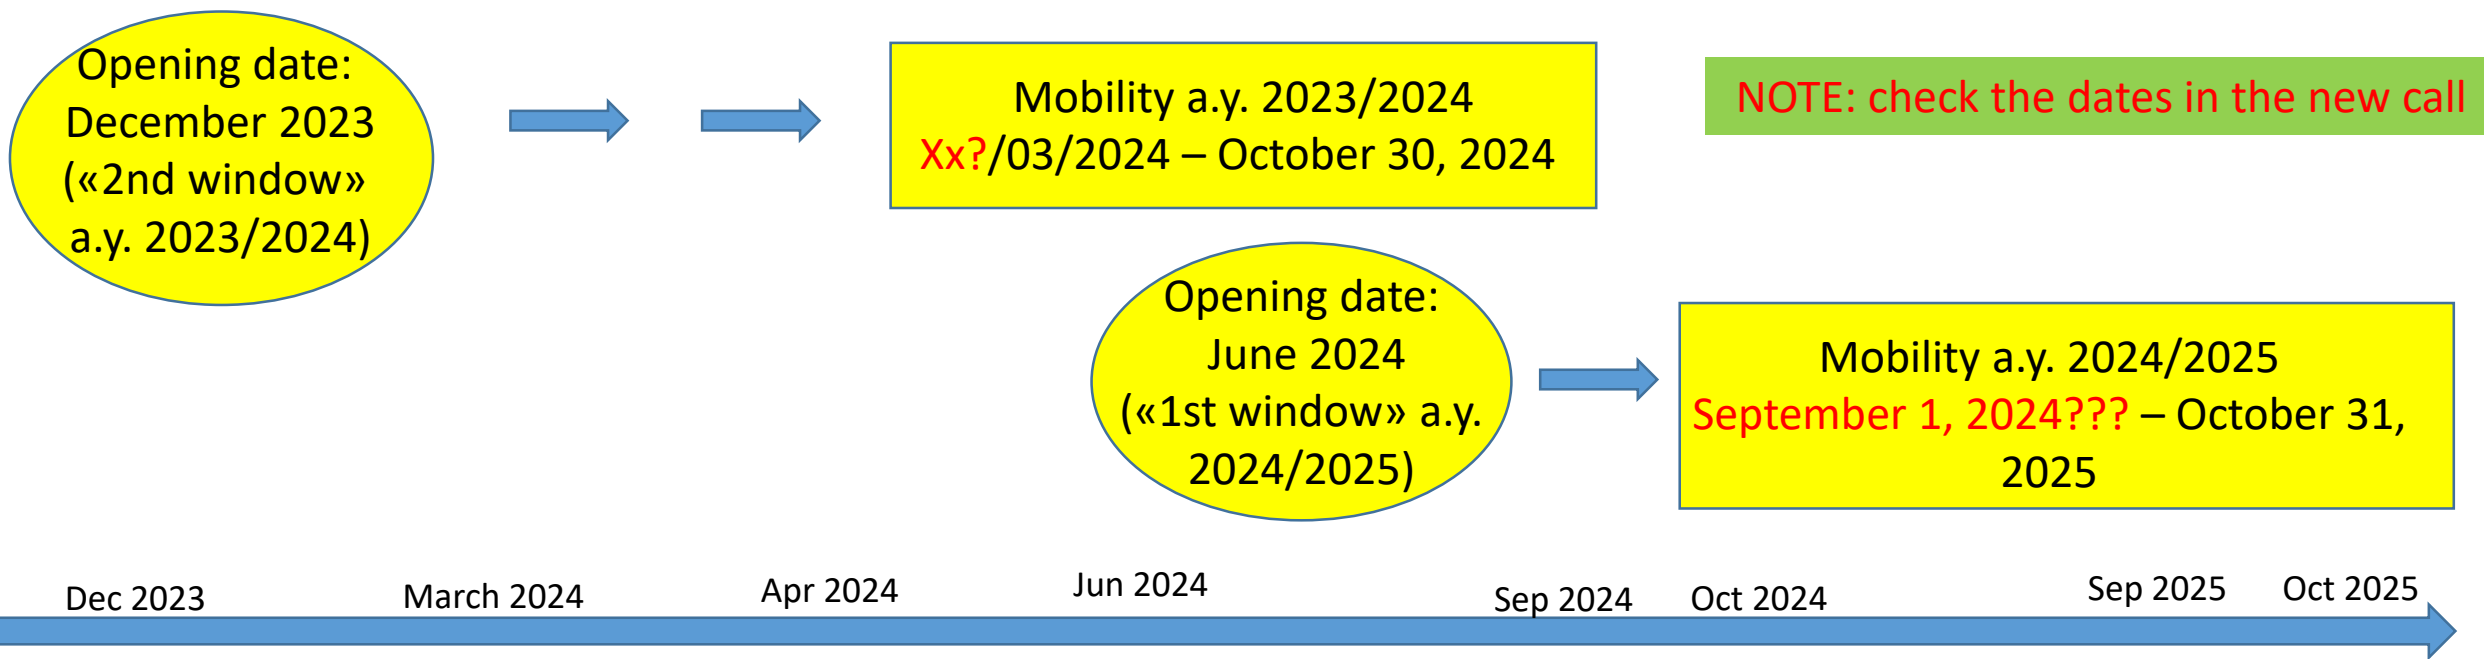 Opening date:
December 2023
(«2nd window»
a.y. 2023/2024)
Mobility a.y. 2023/2024
Xx?/03/2024 – October 30, 2024
NOTE: check the dates in the new call
Opening date:
June 2024
(«1st window» a.y.
2024/2025)
Mobility a.y. 2024/2025
September 1, 2024??? – October 31,
2025
Dec 2023
March 2024
Apr 2024
Jun 2024
Sep 2024
Oct 2024
Sep 2025
Oct 2025